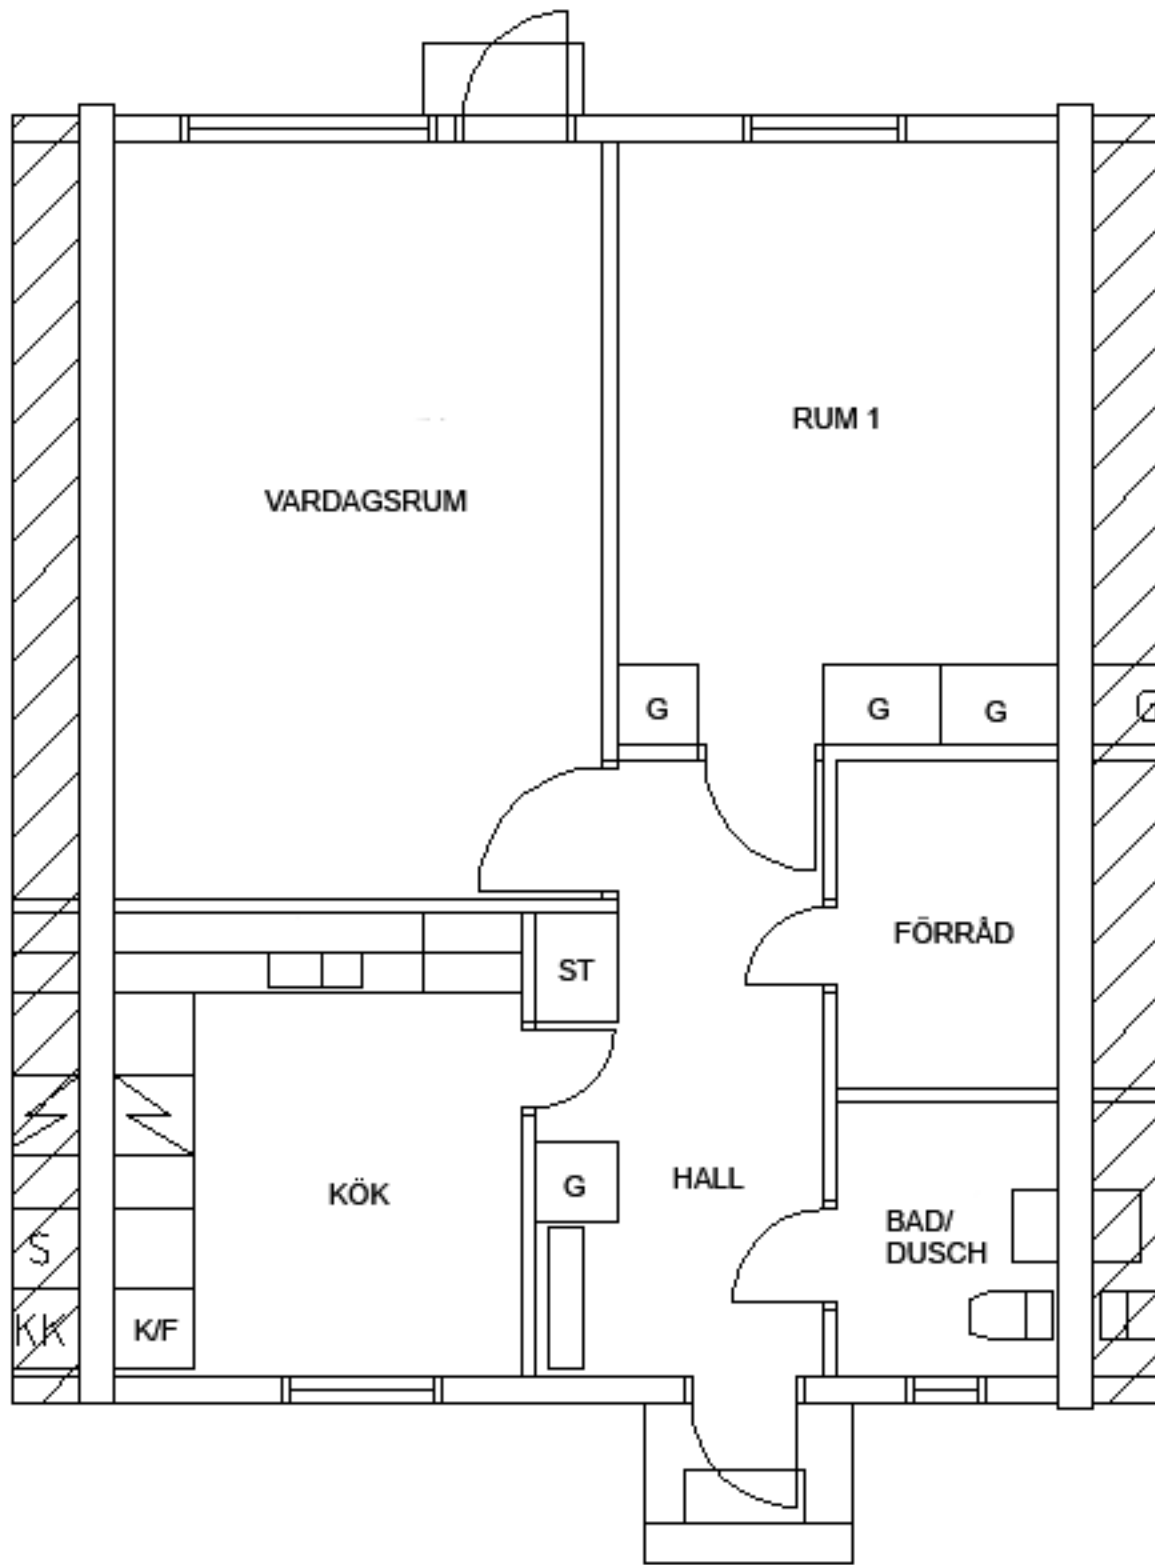 RUM 1
VARDAGSRUM
G
G
G
G
FÖRRÅD
ST
HALL
G
KÖK
BAD/
DUSCH
S
KK
K/F